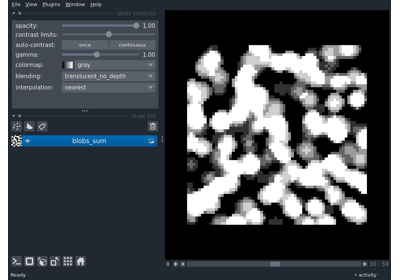 File View Plugins Window Help
layer controls
opacity: 1.00
contrast limits:
auto-contrast: once continuous
gamma: 1.00
colormap: gray
blending: translucent_no_depth
interpolation: nearest
layer list
blobs_sum
30 59
Ready activity